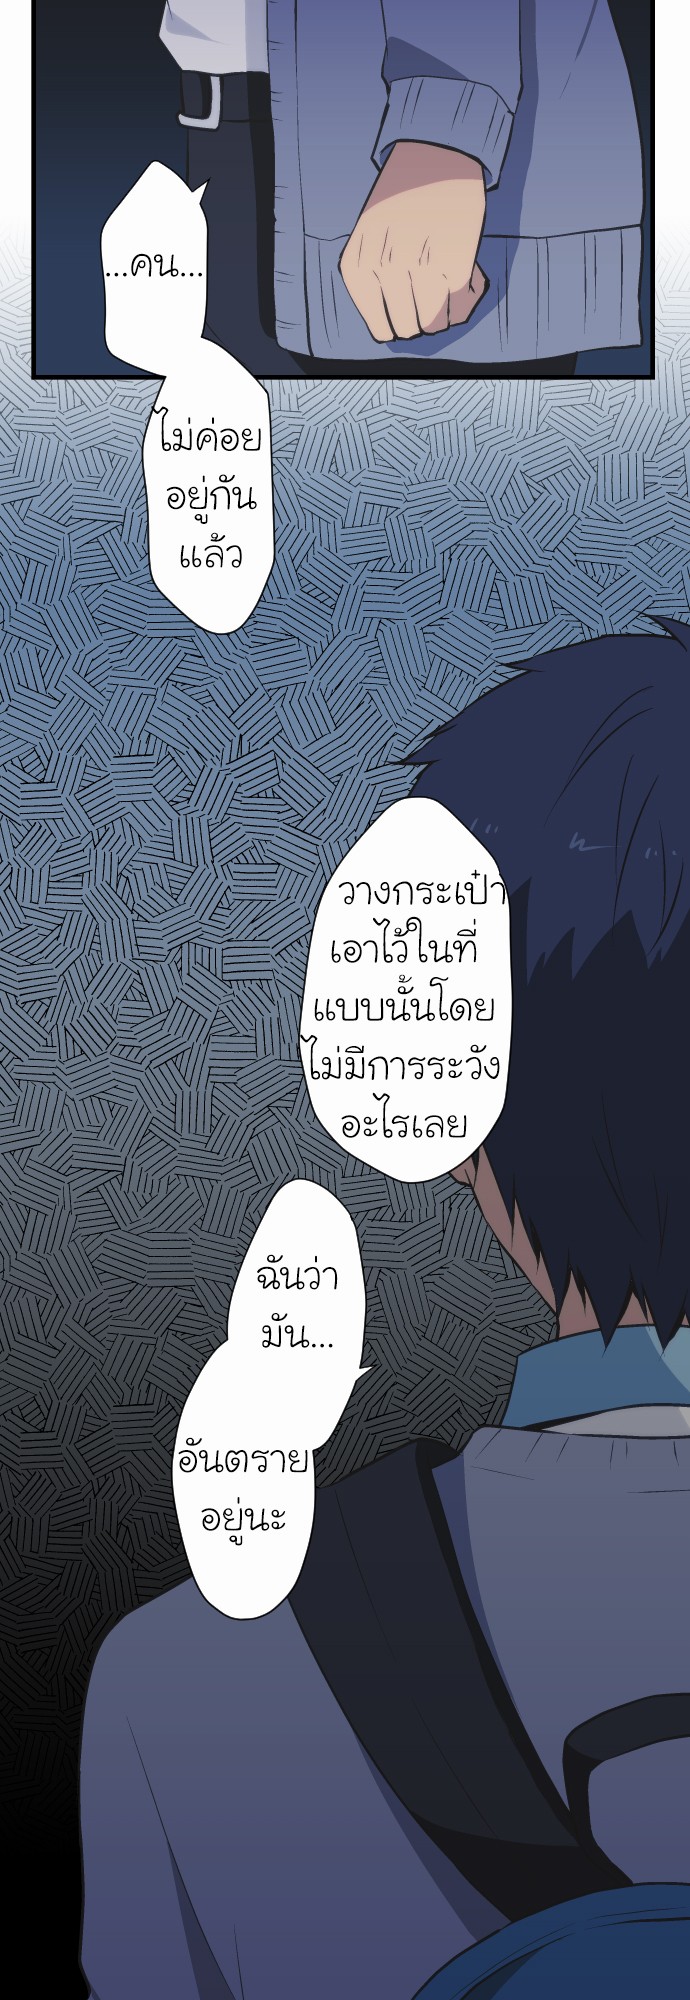 ...คน...
ไม่ค่อย
อยู่กัน
แล้ว
วางกระเป๋า
เอาไว้ในที่
แบบนั้นโดย
ไม่มีการระวัง
อะไรเลย
ฉันว่า
มัน...
อันตราย
อยู่นะ